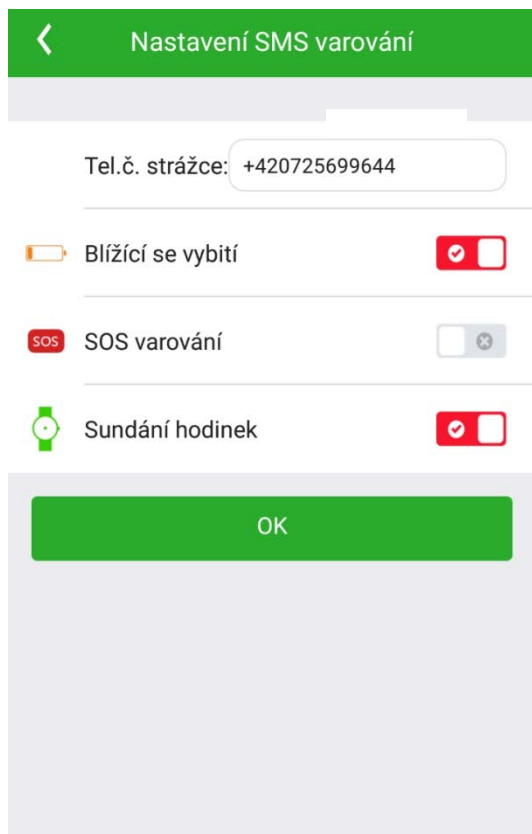 Nastavení SMS varování
Tel.č. strážce: +420725699644
Blížící se vybití
SOS SOS varování
Sundání hodinek
OK